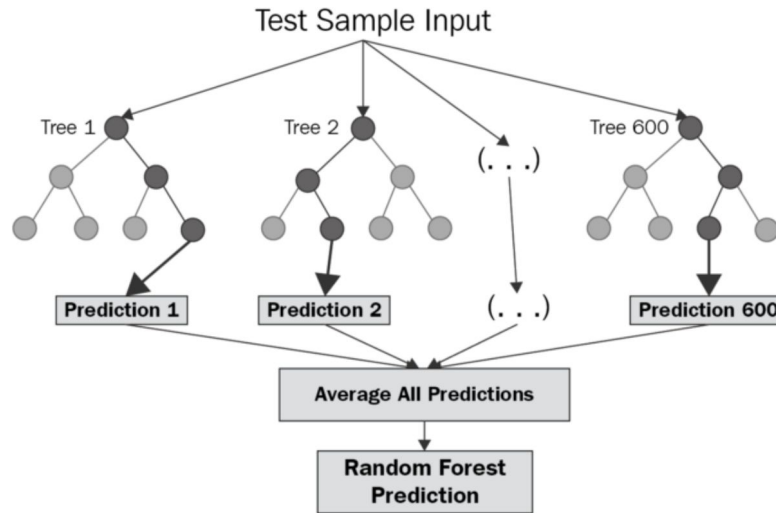 Test Sample Input
Tree 1
Tree 2
Tree 600
(. . .)
Prediction 1
Prediction 2
(. . .)
Prediction 600
Average All Predictions
Random Forest
Prediction